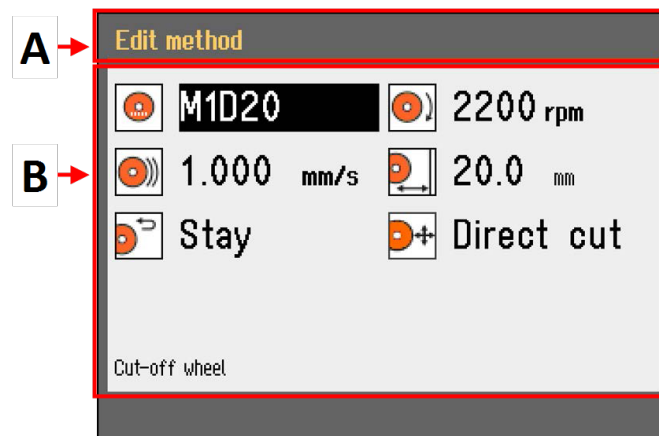 A
Edit method
B
M1D20 2200 rpm
1.000 mm/s 20.0 mm
Stay Direct cut
Cut-off wheel